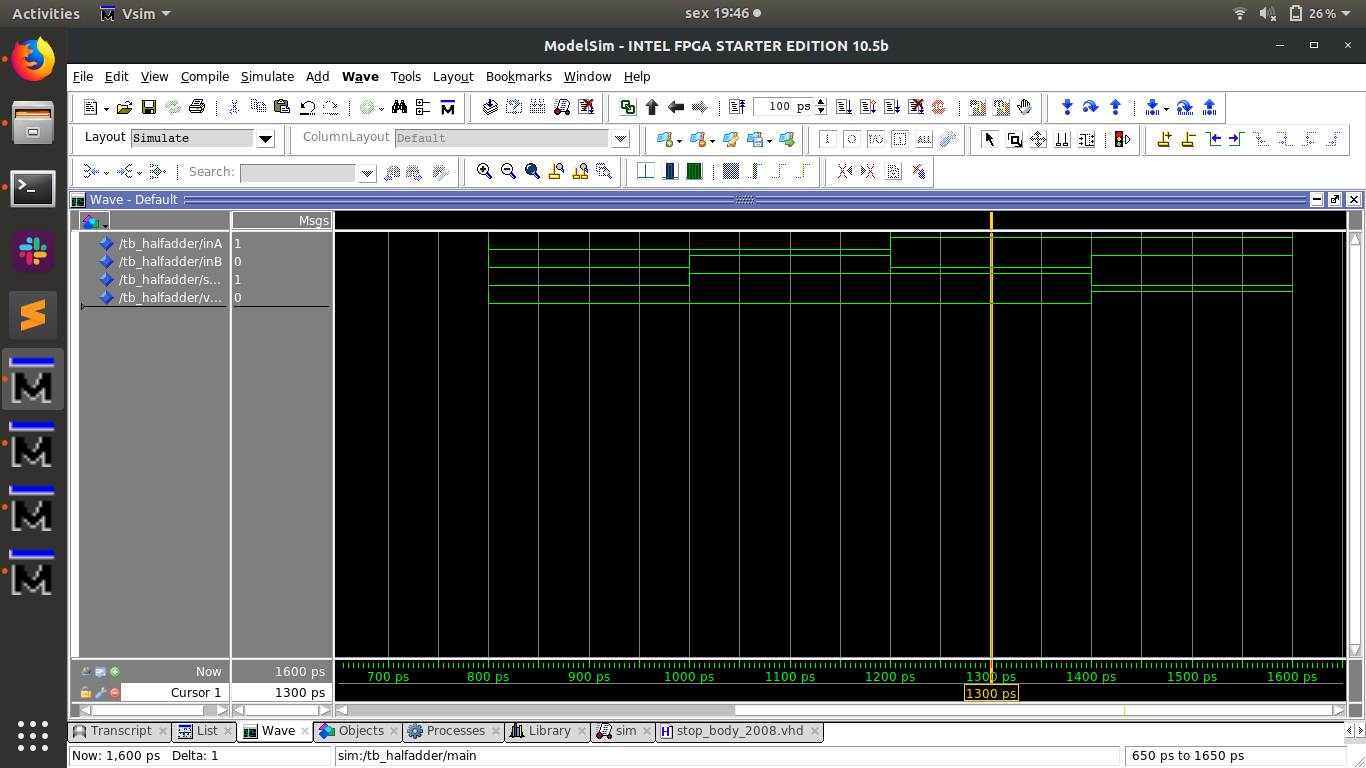 Activities Vsim sex 19:46 26%
ModelSim - INTEL FPGA STARTER EDITION 10.5b
File Edit View Compile Simulate Add Wave Tools Layout Bookmarks Window Help
100 ps
Layout Simulate ColumnLayout Default
Search:
Wave - Default
Msgs
/tb_halfadder/inA 1
/tb_halfadder/inB 0
/tb_halfadder/s... 1
/tb_halfadder/v... 0
Now 1600 ps
700 ps 800 ps 900 ps 1000 ps 1100 ps 1200 ps 1300 ps 1400 ps 1500 ps 1600 ps
Cursor 1 1300 ps 1300 ps
Transcript List Wave Objects Processes Library sim stop_body_2008.vhd
Now: 1,600 ps Delta: 1 sim:/tb_halfadder/main 650 ps to 1650 ps